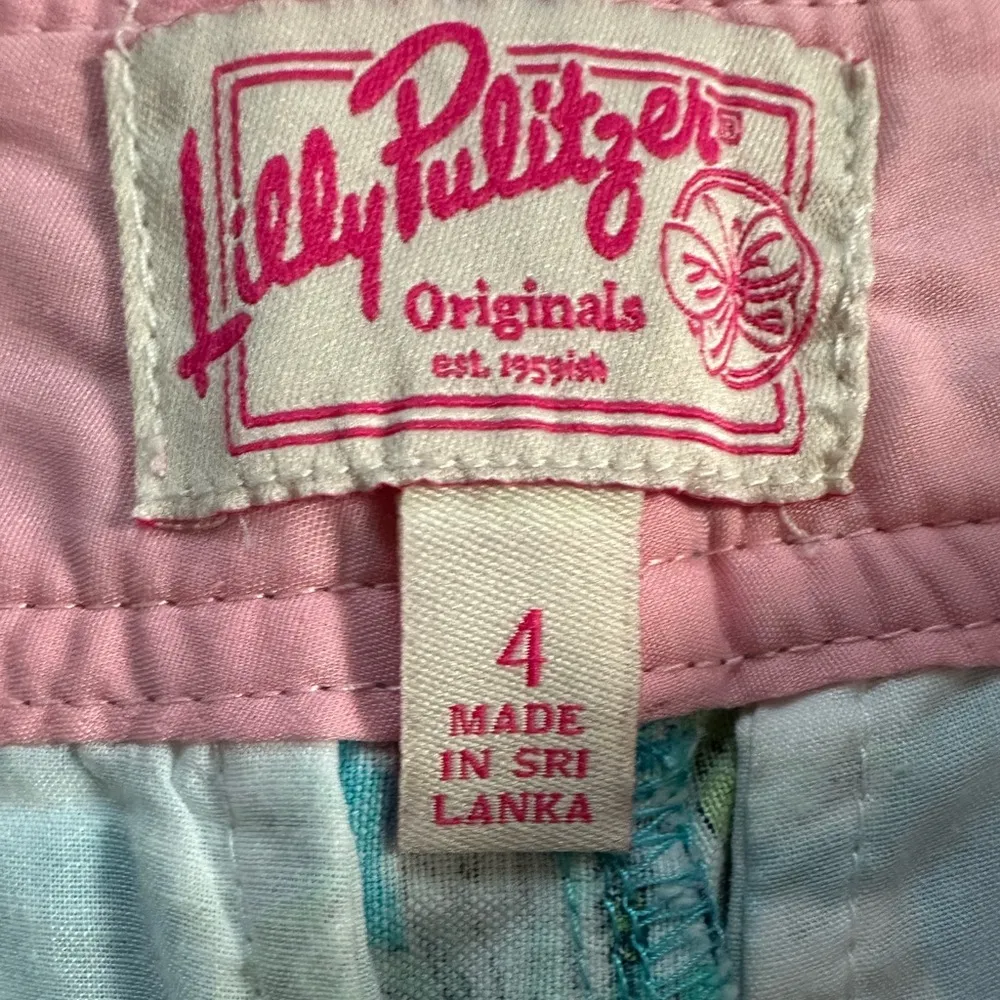 Lilly Pulitzer®
Originals
est. 1959ish
4
MADE
IN SRI
LANKA